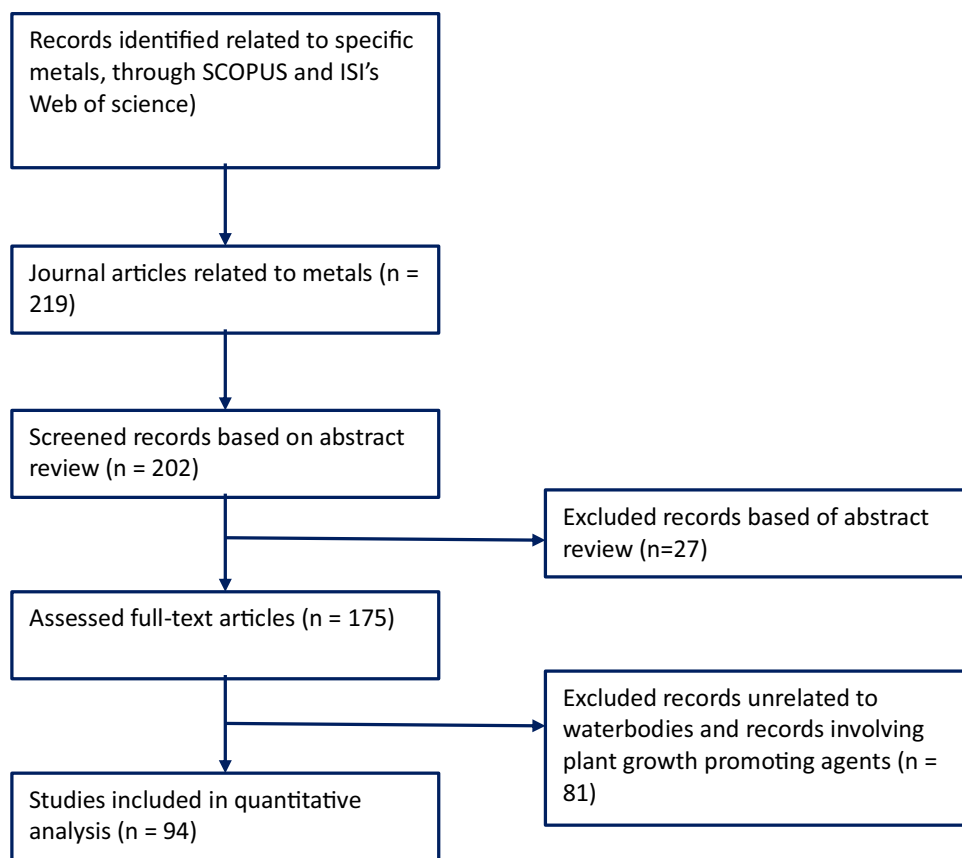 Records identified related to specific
metals, through SCOPUS and ISI’s
Web of science)
Journal articles related to metals (n =
219)
Screened records based on abstract
review (n = 202)
Excluded records based of abstract
review (n=27)
Assessed full-text articles (n = 175)
Excluded records unrelated to
waterbodies and records involving
plant growth promoting agents (n =
81)
Studies included in quantitative
analysis (n = 94)